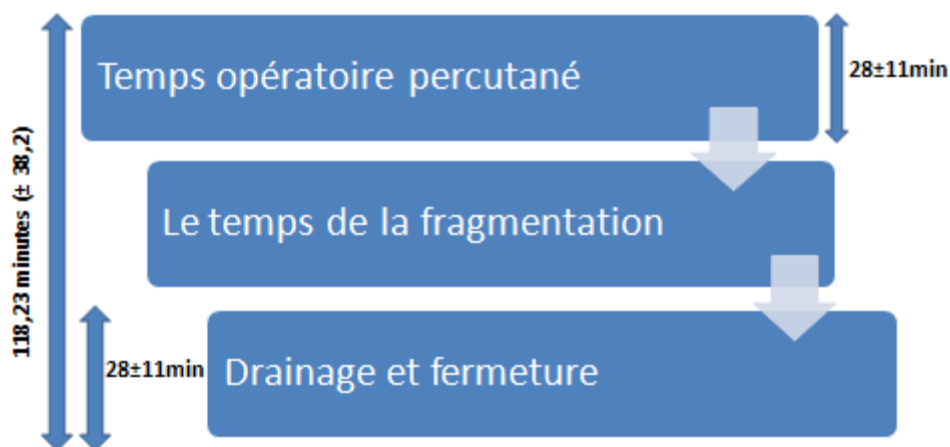 Temps opératoire percutané
28±11min
118,23 minutes (± 38,2)
Le temps de la fragmentation
28±11min
Drainage et fermeture